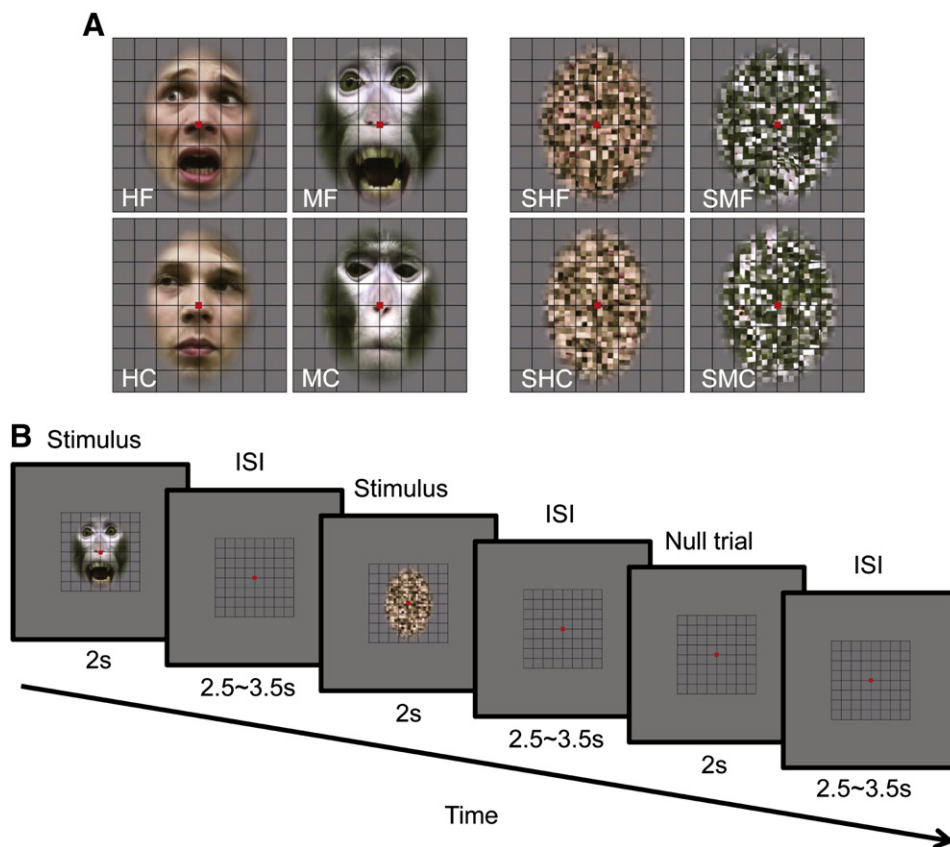 A
HF
MF
SHF
SMF
HC
MC
SHC
SMC
B
Stimulus
ISI
Stimulus
ISI
Null trial
ISI
2s
2.5~3.5s
2s
2.5~3.5s
2s
2.5~3.5s
Time